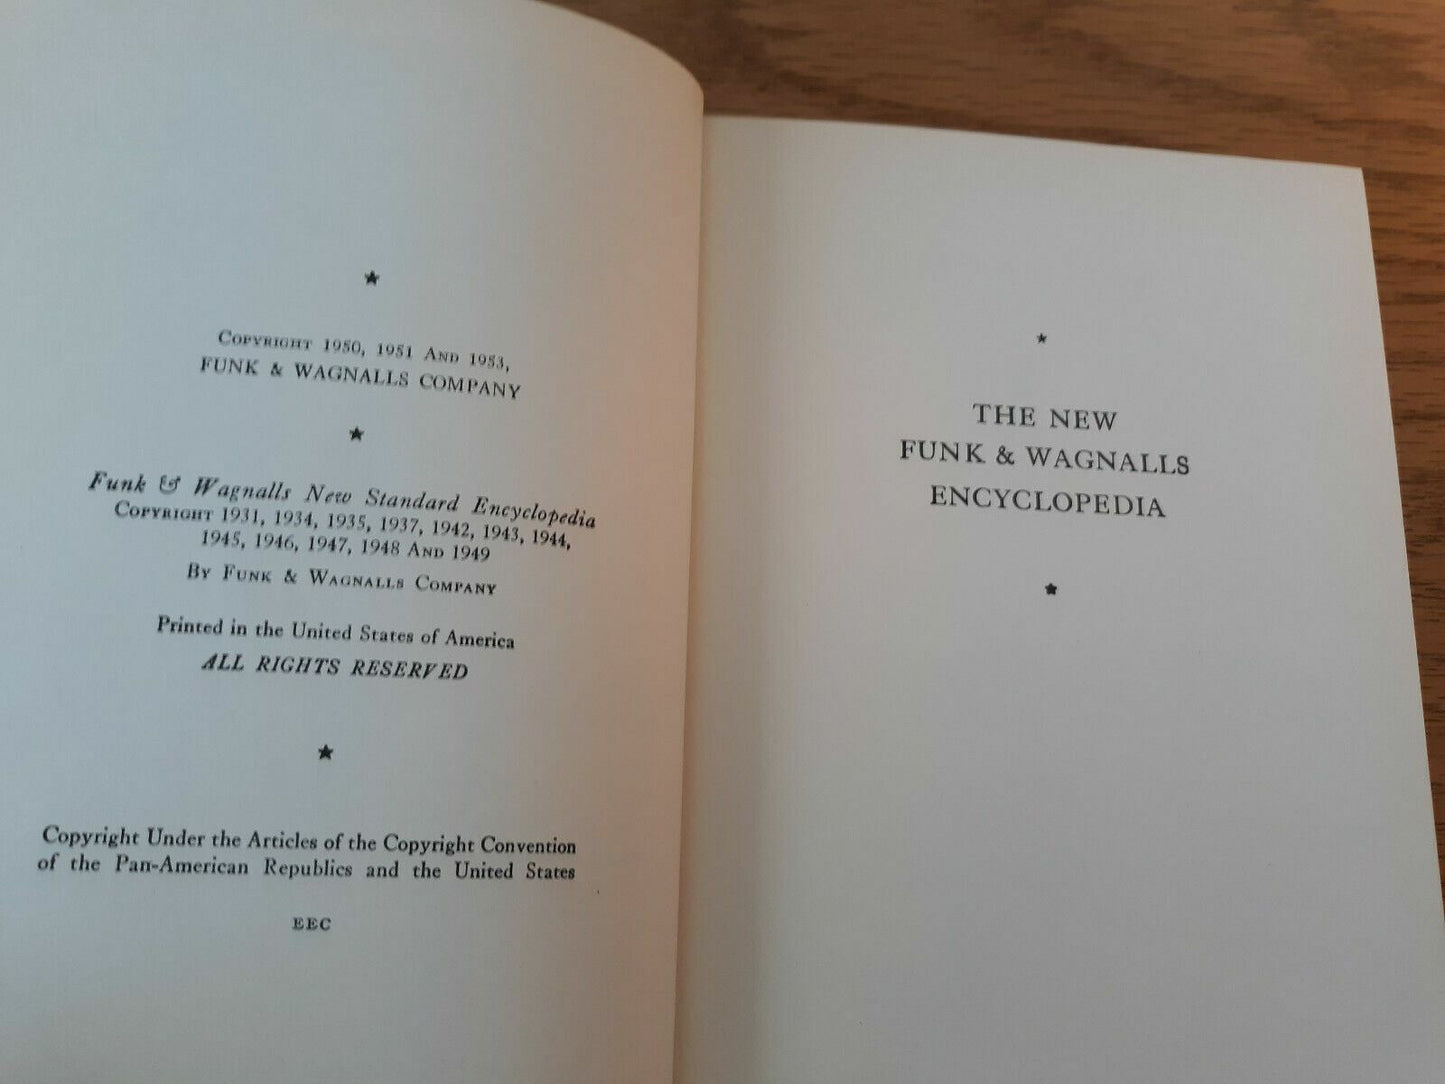 Copyright 1950, 1951 And 1953,
FUNK & WAGNALLS COMPANY
Funk & Wagnalls New Standard Encyclopedia
Copyright 1931, 1934, 1935, 1937, 1942, 1943, 1944,
1945, 1946, 1947, 1948 And 1949
By Funk & Wagnalls Company
Printed in the United States of America
ALL RIGHTS RESERVED
Copyright Under the Articles of the Copyright Convention
of the Pan-American Republics and the United States
EEC
THE NEW
FUNK & WAGNALLS
ENCYCLOPEDIA